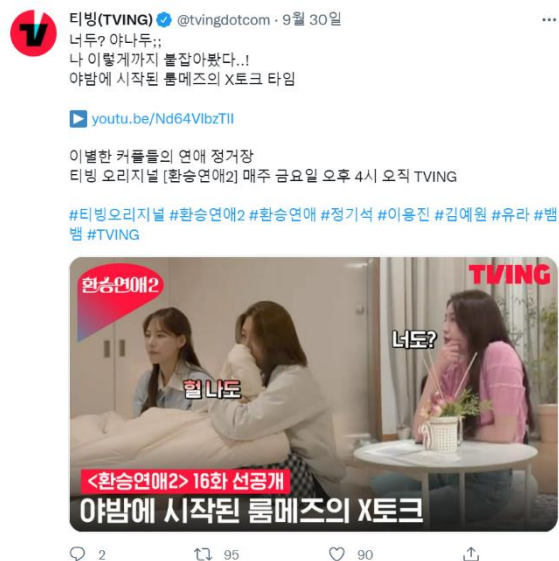 티빙(TVING) @tvingdotcom · 9월 30일
너두? 야나두;;
나 이렇게까지 붙잡아봤다..!
야밤에 시작된 룸메즈의 X토크 타임
youtu.be/Nd64VlbzTlI
이별한 커플들의 연애 정거장
티빙 오리지널 [환승연애2] 매주 금요일 오후 4시 오직 TVING
#티빙오리지널 #환승연애2 #환승연애 #정기석 #이용진 #김예원 #유라 #뱀
뱀 #TVING
환승연애2
TVING
너도?
헐 나도
<환승연애2> 16화 선공개
야밤에 시작된 룸메즈의 X토크
2 95 90